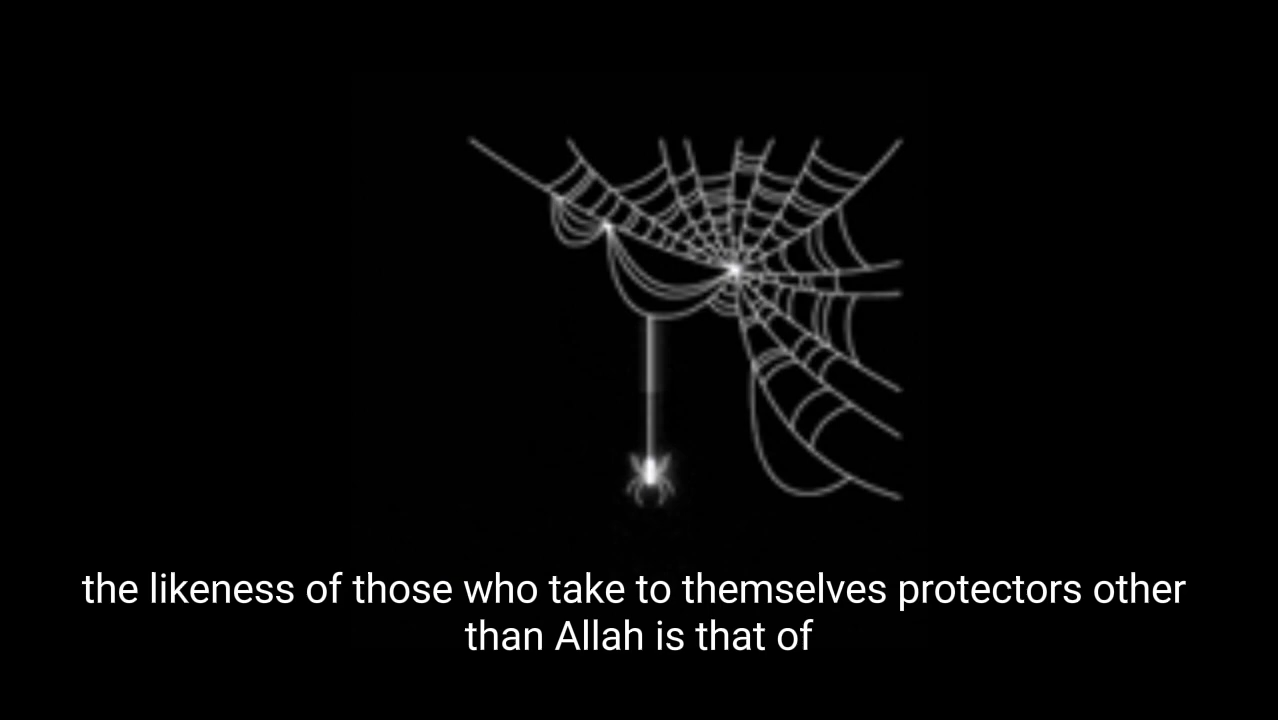 the likeness of those who take to themselves protectors other
than Allah is that of